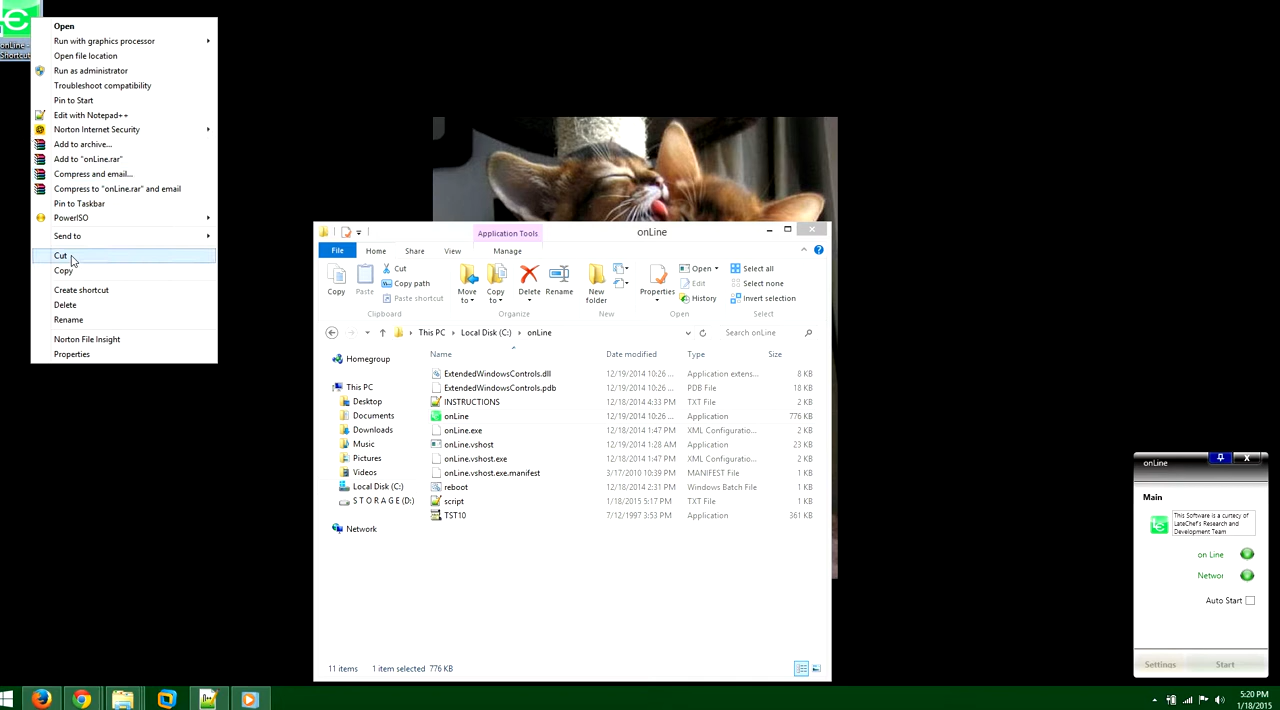 onLine -
Shortcut
Open
Run with graphics processor
Open file location
Run as administrator
Troubleshoot compatibility
Pin to Start
Edit with Notepad++
Norton Internet Security
Add to archive...
Add to "onLine.rar"
Compress and email...
Compress to "onLine.rar" and email
Pin to Taskbar
PowerISO
Send to
Cut
Copy
Create shortcut
Delete
Rename
Norton File Insight
Properties
Application Tools
onLine
File Home Share View Manage
Copy
Paste
Cut
Copy path
Paste shortcut
Move to
Copy to
Delete
Rename
New folder
Properties
Open
Edit
History
Select all
Select none
Invert selection
Clipboard Organize New Open Select
This PC Local Disk (C:) onLine
Search onLine
Homegroup
This PC
Desktop
Documents
Downloads
Music
Pictures
Videos
Local Disk (C:)
S T O R A G E (D:)
Network
Name Date modified Type Size
ExtendedWindowsControls.dll 12/19/2014 10:26 ... Application extens... 8 KB
ExtendedWindowsControls.pdb 12/19/2014 10:26 ... PDB File 18 KB
INSTRUCTIONS 12/18/2014 4:33 PM TXT File 2 KB
onLine 12/19/2014 10:26 ... Application 776 KB
onLine.exe 12/18/2014 1:47 PM XML Configuratio... 2 KB
onLine.vshost 12/19/2014 1:28 AM Application 23 KB
onLine.vshost.exe 12/18/2014 1:47 PM XML Configuratio... 2 KB
onLine.vshost.exe.manifest 3/17/2010 10:39 PM MANIFEST File 1 KB
reboot 12/18/2014 2:31 PM Windows Batch File 1 KB
script 1/18/2015 5:17 PM TXT File 1 KB
TST10 7/12/1997 3:53 PM Application 361 KB
11 items 1 item selected 776 KB
onLine
Main
This Software is a curtecy of
LateChef's Research and
Development Team
on Line
Networ
Auto Start
Settings Start
5:20 PM
1/18/2015